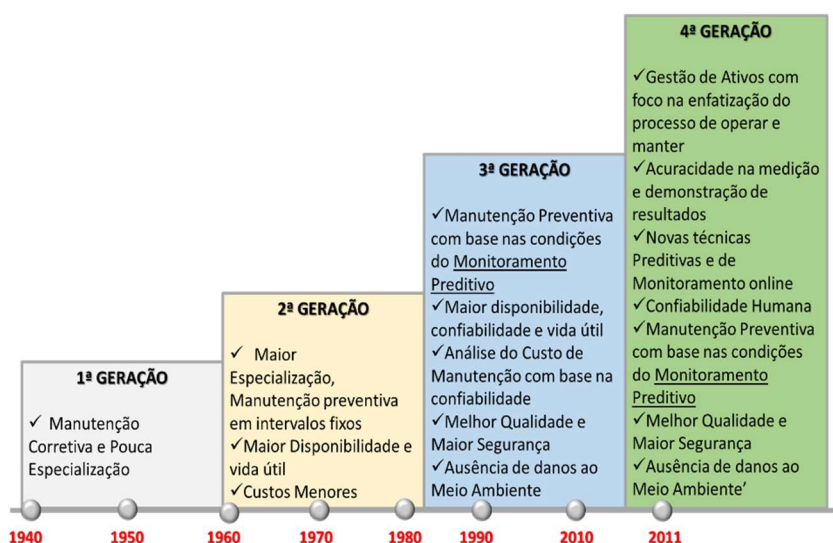 1ª GERAÇÃO
✓ Manutenção
Corretiva e Pouca
Especialização
2ª GERAÇÃO
✓ Maior
Especialização,
Manutenção preventiva
em intervalos fixos
✓Maior Disponibilidade e
vida útil
✓Custos Menores
3ª GERAÇÃO
✓Manutenção Preventiva
com base nas condições
do Monitoramento
Preditivo
✓Maior disponibilidade,
confiabilidade e vida útil
✓Análise do Custo de
Manutenção com base na
confiabilidade
✓Melhor Qualidade e
Maior Segurança
✓Ausência de danos ao
Meio Ambiente
4ª GERAÇÃO
✓Gestão de Ativos com
foco na enfatização do
processo de operar e
manter
✓Acuracidade na medição
e demonstração de
resultados
✓Novas técnicas
Preditivas e de
Monitoramento online
✓Confiabilidade Humana
✓Manutenção Preventiva
com base nas condições
do Monitoramento
Preditivo
✓Melhor Qualidade e
Maior Segurança
✓Ausência de danos ao
Meio Ambiente’
1940 1950 1960 1970 1980 1990 2010 2011